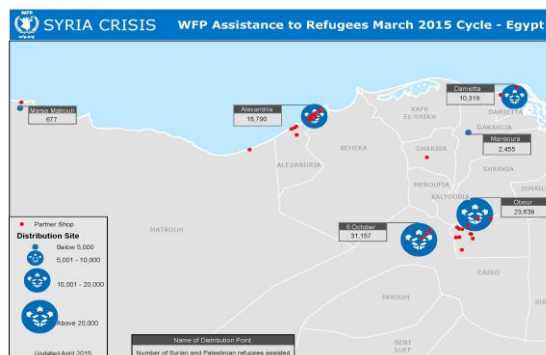 WFP
wfp.org
SYRIA CRISIS
WFP Assistance to Refugees March 2015 Cycle - Egypt
Marsa Matrouh
677
Alexandria
18,790
Damietta
10,319
KAFR
EL-SHIKH
DAMIETTA
DAKAHLIA
Mansoura
2,455
BEHERA
GHARBIA
SHARKIA
ALEXANDRIA
MENOUFIA
KALYOUBIA
ISMAIL
Obour
23,839
6 October
31,157
MATROUH
CAIRO
FAYOUM
BENI
SUEF
Partner Shop
Distribution Site
Below 5,000
5,001 - 10,000
10,001 - 20,000
Above 20,000
Updated April 2015
Name of Distribution Point
Number of Syrian and Palestinian refugees assisted